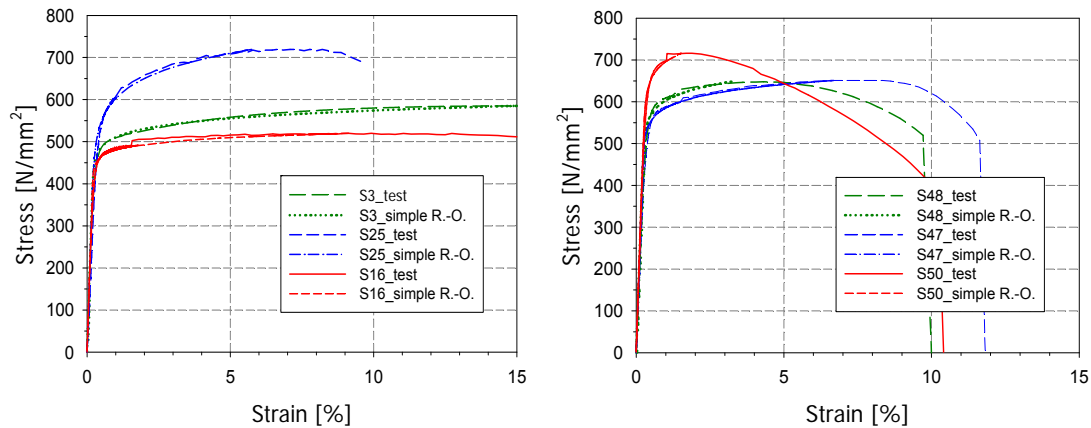 800
700
600
500
400
300
200
100
0
Stress [N/mm²]
S3_test
S3_simple R.-O.
S25_test
S25_simple R.-O.
S16_test
S16_simple R.-O.
0 5 10 15
Strain [%]
800
700
600
500
400
300
200
100
0
Stress [N/mm²]
S48_test
S48_simple R.-O.
S47_test
S47_simple R.-O.
S50_test
S50_simple R.-O.
0 5 10 15
Strain [%]